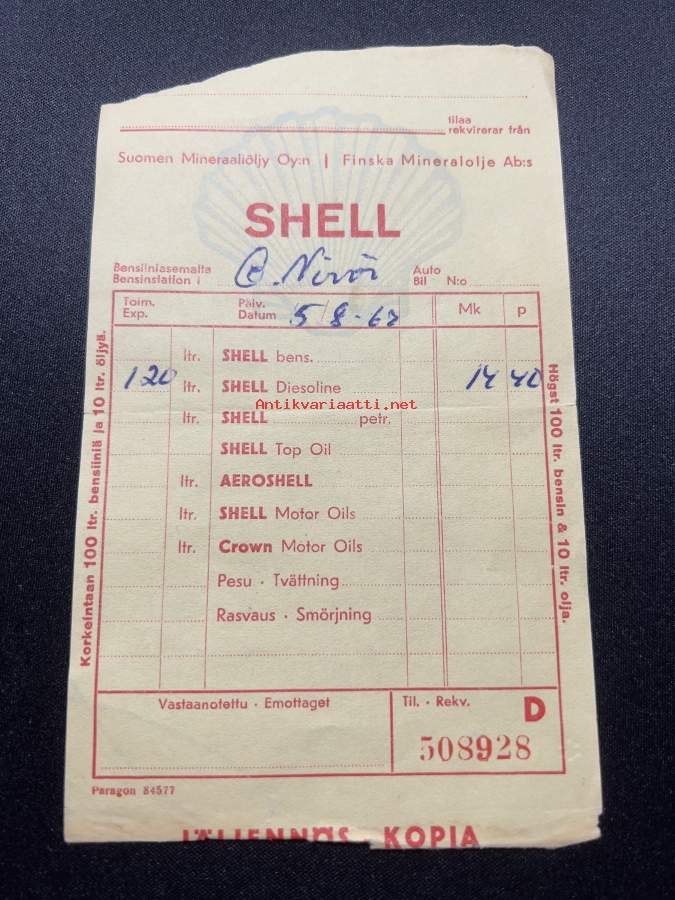 tilaa
rekvirerar från
Suomen Mineraaliöljy Oy:n | Finska Mineralolje Ab:s
SHELL
Bensiiniasemalta
Bensinstation i
Auto
Bil N:o
Toim.
Exp.
Päiv.
Datum 5/8-63
Mk p
ltr. SHELL bens.
120 ltr. SHELL Diesoline 14 40
Antikvariaatti.net
ltr. SHELL petr.
SHELL Top Oil
ltr. AEROSHELL
ltr. SHELL Motor Oils
ltr. Crown Motor Oils
Pesu · Tvättning
Rasvaus · Smörjning
Korkeintaan 100 ltr. bensiiniä ja 10 ltr. öljyä.
Högst 100 ltr. bensin & 10 ltr. olja.
Vastaanotettu · Emottaget
Til. · Rekv. D
508928
Paragon 84577
JÄLJENNÖS KOPIA